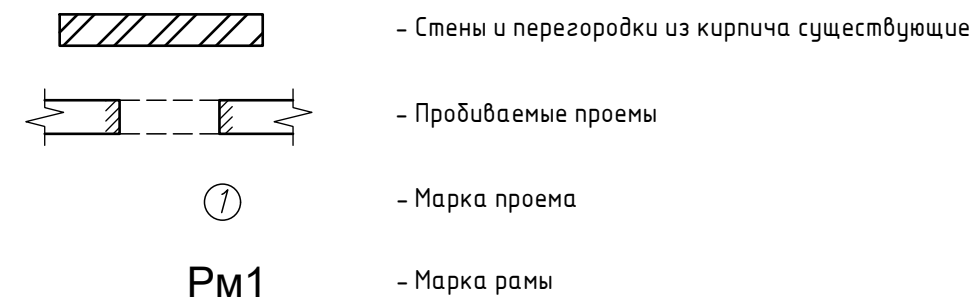 - Стены и перегородки из кирпича существующие
- Пробиваемые проемы
1 - Марка проема
Рм1 - Марка рамы